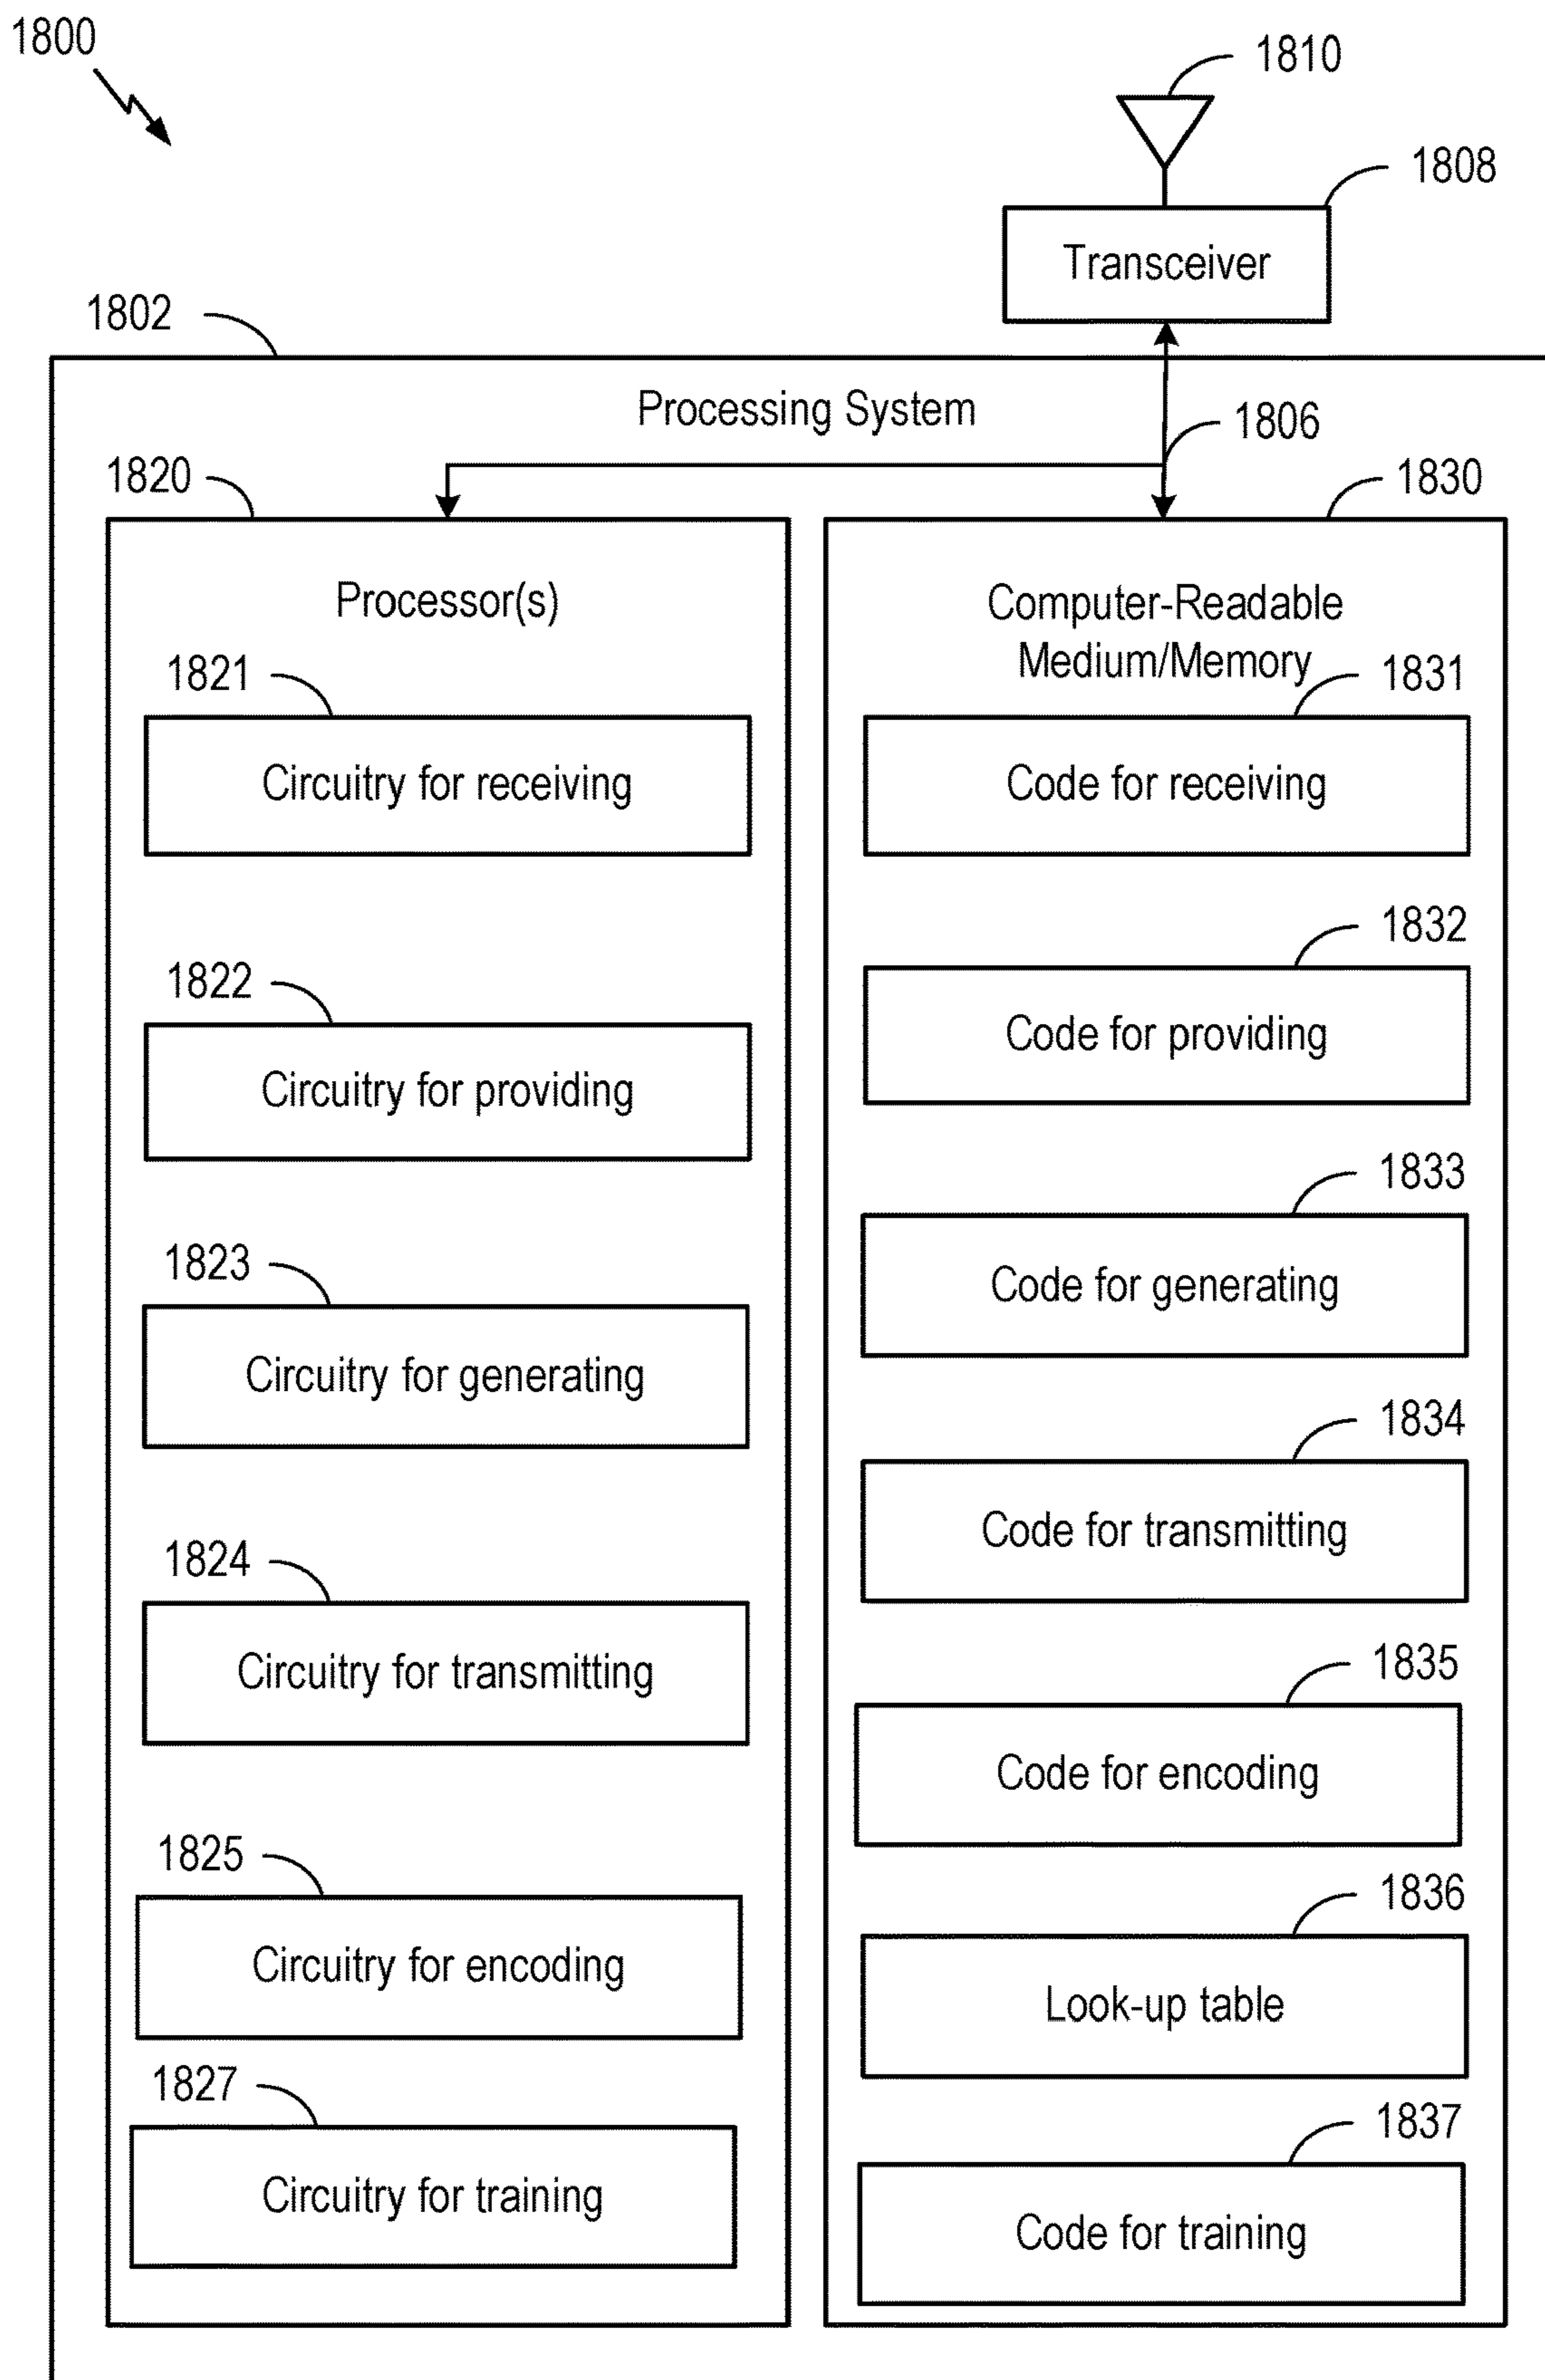 1800
1810
1808
Transceiver
1802
Processing System
1806
1820
1830
Processor(s)
1821
Circuitry for receiving
1822
Circuitry for providing
1823
Circuitry for generating
1824
Circuitry for transmitting
1825
Circuitry for encoding
1827
Circuitry for training
Computer-Readable
Medium/Memory
1831
Code for receiving
1832
Code for providing
1833
Code for generating
1834
Code for transmitting
1835
Code for encoding
1836
Look-up table
1837
Code for training